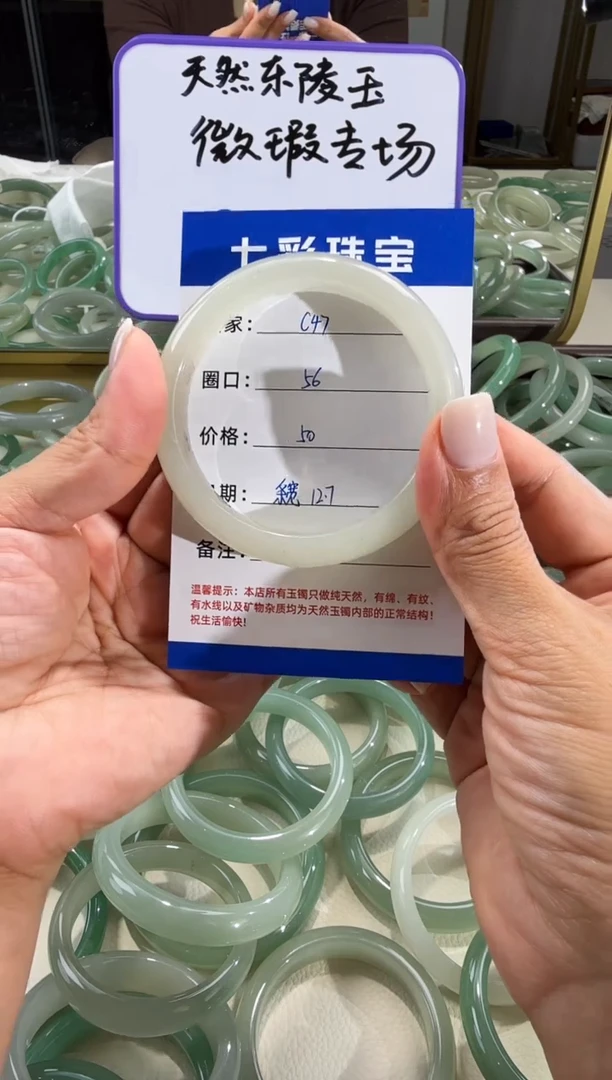 天然东陵玉
微瑕专场
七彩珠宝
家：C47
圈口：56
价格：50
期：12.7
备注：
温馨提示：本店所有玉镯只做纯天然，有绵、有纹、
有水线以及矿物杂质均为天然玉镯内部的正常结构！
祝生活愉快！